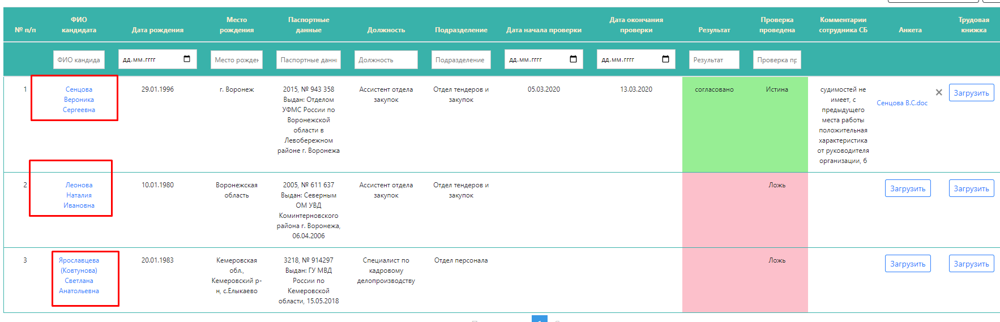 № п/п
ФИО
кандидата
Дата рождения
Место
рождения
Паспортные
данные
Должность
Подразделение
Дата начала проверки
Дата окончания
проверки
Результат
Проверка
проведена
Комментарии
сотрудника СБ
Анкета
Трудовая
книжка
ФИО кандида
дд.мм.гггг
Место рожден
Паспортные данн
Должность
Подразделение
дд.мм.гггг
дд.мм.гггг
Результат
Проверка пр
1
Сенцова
Вероника
Сергеевна
29.01.1996
г. Воронеж
2015, № 943 358
Выдан: Отделом
УФМС России по
Воронежской
области в
Левобережном
районе г. Воронежа
Ассистент отдела
закупок
Отдел тендеров и
закупок
05.03.2020
13.03.2020
согласовано
Истина
судимостей не
имеет, с
предыдущего
места работы
положительная
характеристика
от руководителя
организации, б
Сенцова В.С.doc
Загрузить
2
Леонова
Наталия
Ивановна
10.01.1980
Воронежская
область
2005, № 611 637
Выдан: Северным
ОМ УВД
Коминтерновского
района г. Воронежа,
06.04.2006
Ассистент отдела
закупок
Отдел тендеров и
закупок
Ложь
Загрузить
Загрузить
3
Ярославцева
(Ковтунова)
Светлана
Анатольевна
20.01.1983
Кемеровская
обл.,
Кемеровский р-
н, с.Елыкаево
3218, № 914297
Выдан: ГУ МВД
России по
Кемеровской
области, 15.05.2018
Специалист по
кадровому
делопроизводству
Отдел персонала
Ложь
Загрузить
Загрузить